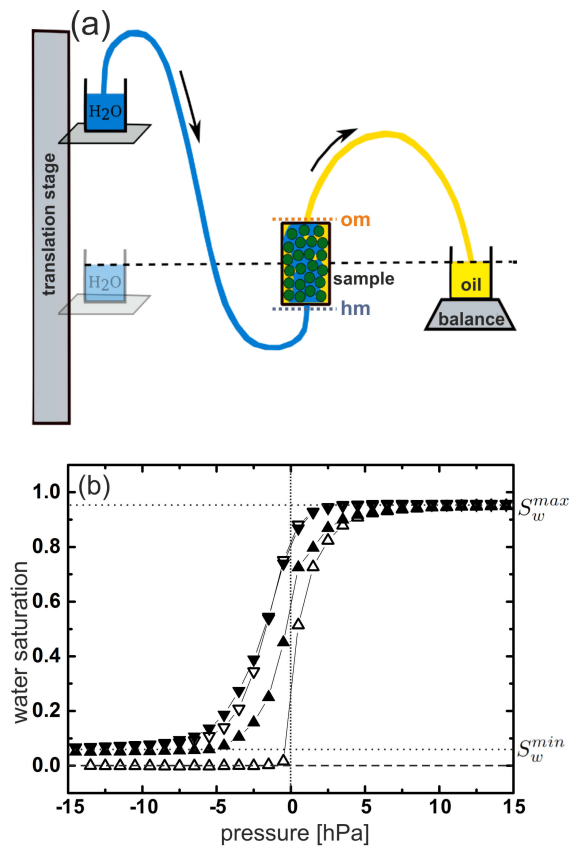 (a)
H₂O
translation stage
om
sample
H₂O
hm
oil
balance
(b)
1.0
0.8
0.6
0.4
0.2
0.0
water saturation
S_w^{max}
S_w^{min}
-15 -10 -5 0 5 10 15
pressure [hPa]